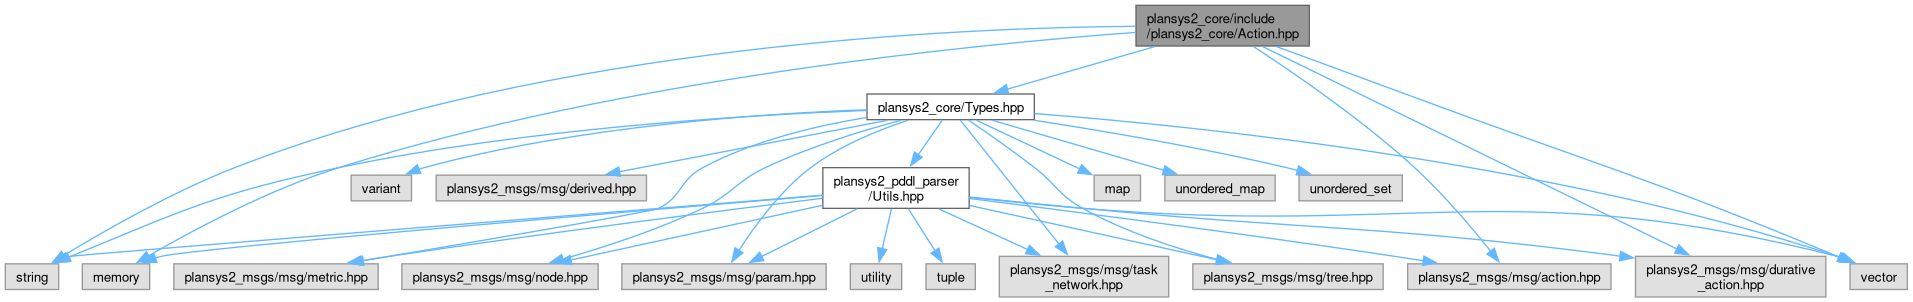 plansys2_core/include
/plansys2_core/Action.hpp
plansys2_core/Types.hpp
variant
plansys2_msgs/msg/derived.hpp
plansys2_pddl_parser
/Utils.hpp
map
unordered_map
unordered_set
string
memory
plansys2_msgs/msg/metric.hpp
plansys2_msgs/msg/node.hpp
plansys2_msgs/msg/param.hpp
utility
tuple
plansys2_msgs/msg/task
_network.hpp
plansys2_msgs/msg/tree.hpp
plansys2_msgs/msg/action.hpp
plansys2_msgs/msg/durative
_action.hpp
vector